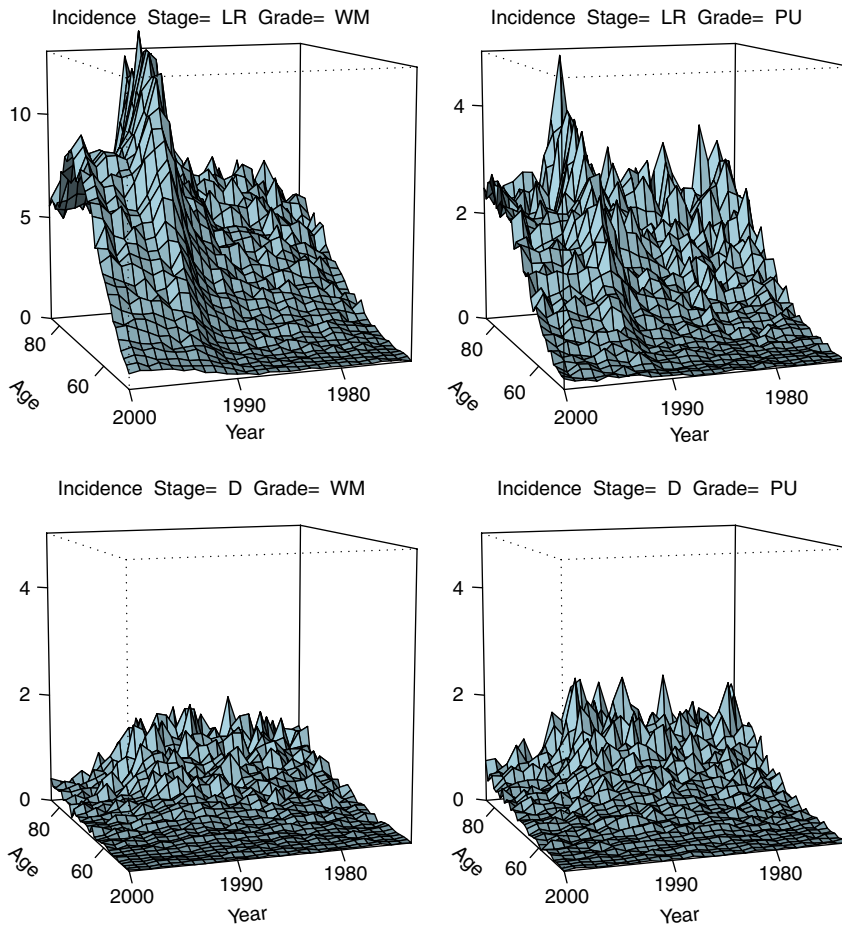 Incidence Stage= LR Grade= WM
10
5
0
80
60
Age
2000
1990
1980
Year
Incidence Stage= LR Grade= PU
4
2
0
80
60
Age
2000
1990
1980
Year
Incidence Stage= D Grade= WM
4
2
0
80
60
Age
2000
1990
1980
Year
Incidence Stage= D Grade= PU
4
2
0
80
60
Age
2000
1990
1980
Year